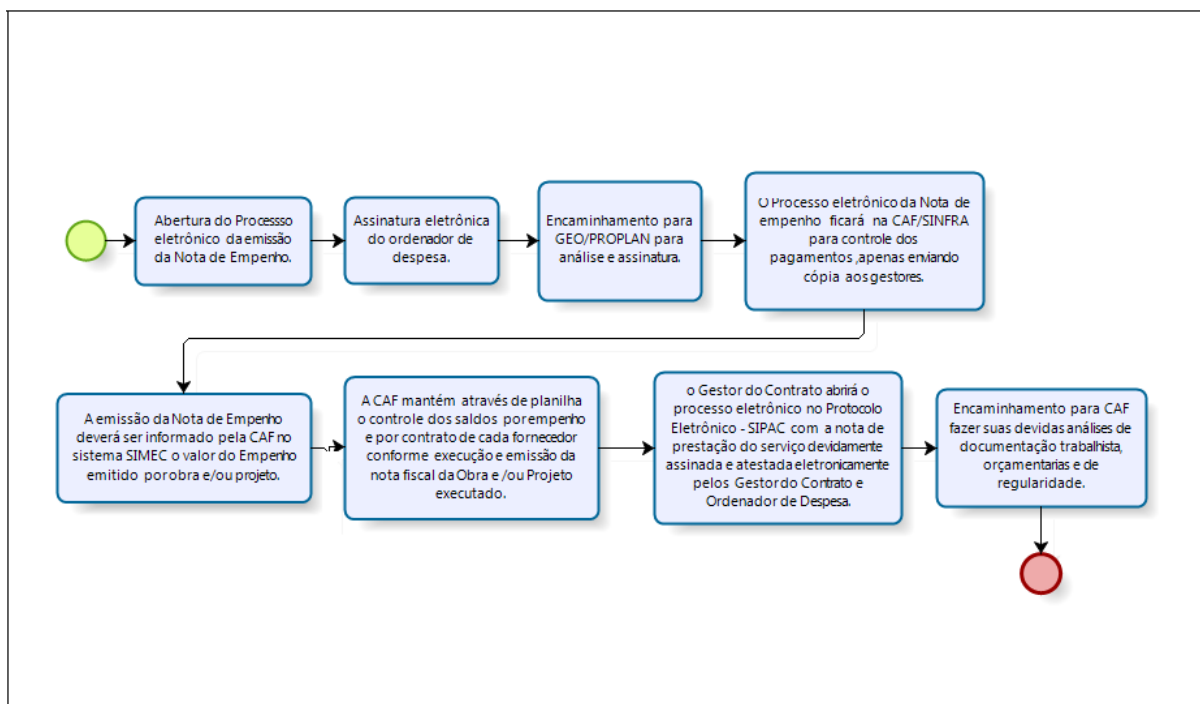 Abertura do Processso
eletrônico da emissão
da Nota de Empenho.
Assinatura eletrônica
do ordenador de
despesa.
Encaminhamento para
GEO/PROPLAN para
análise e assinatura.
O Processo eletrônico da Nota de
empenho ficará na CAF/SINFRA
para controle dos
pagamentos ,apenas enviando
cópia aos gestores.
A emissão da Nota de Empenho
deverá ser informado pela CAF no
sistema SIMEC o valor do Empenho
emitido por obra e/ou projeto.
A CAF mantém através de planilha
o controle dos saldos por empenho
e por contrato de cada fornecedor
conforme execução e emissão da
nota fiscal da Obra e /ou Projeto
executado.
o Gestor do Contrato abrirá o
processo eletrônico no Protocolo
Eletrônico - SIPAC com a nota de
prestação do serviço devidamente
assinada e atestada eletronicamente
pelos Gestor do Contrato e
Ordenador de Despesa.
Encaminhamento para CAF
fazer suas devidas análises de
documentação trabalhista,
orçamentarias e de
regularidade.